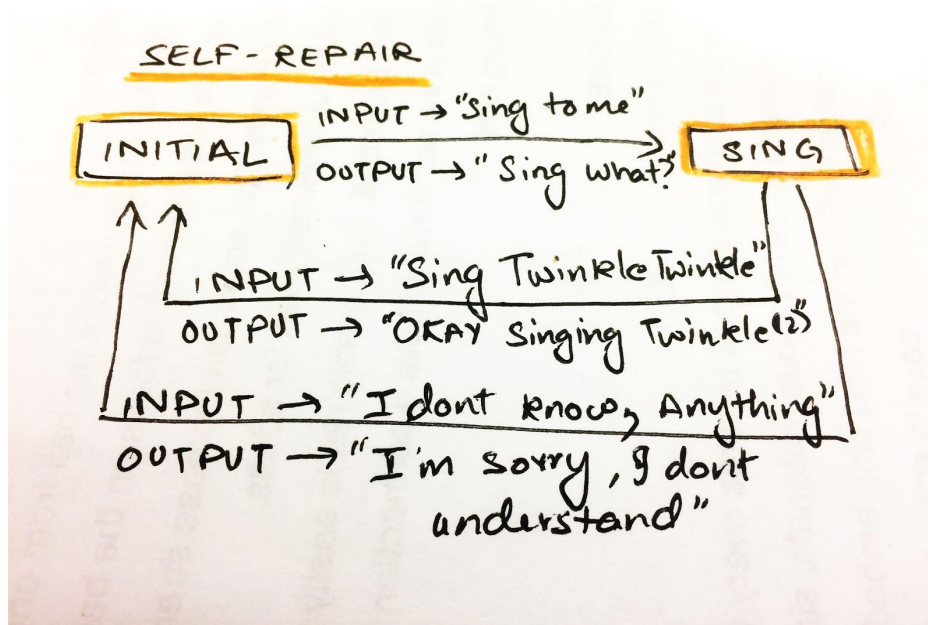 SELF-REPAIR
INPUT → "Sing to me"
INITIAL
SING
OUTPUT → "Sing what?"
INPUT → "Sing Twinkle Twinkle"
OUTPUT → "OKAY Singing Twinkle(2)"
INPUT → "I dont know, Anything"
OUTPUT → "I'm sorry, I dont
understand"